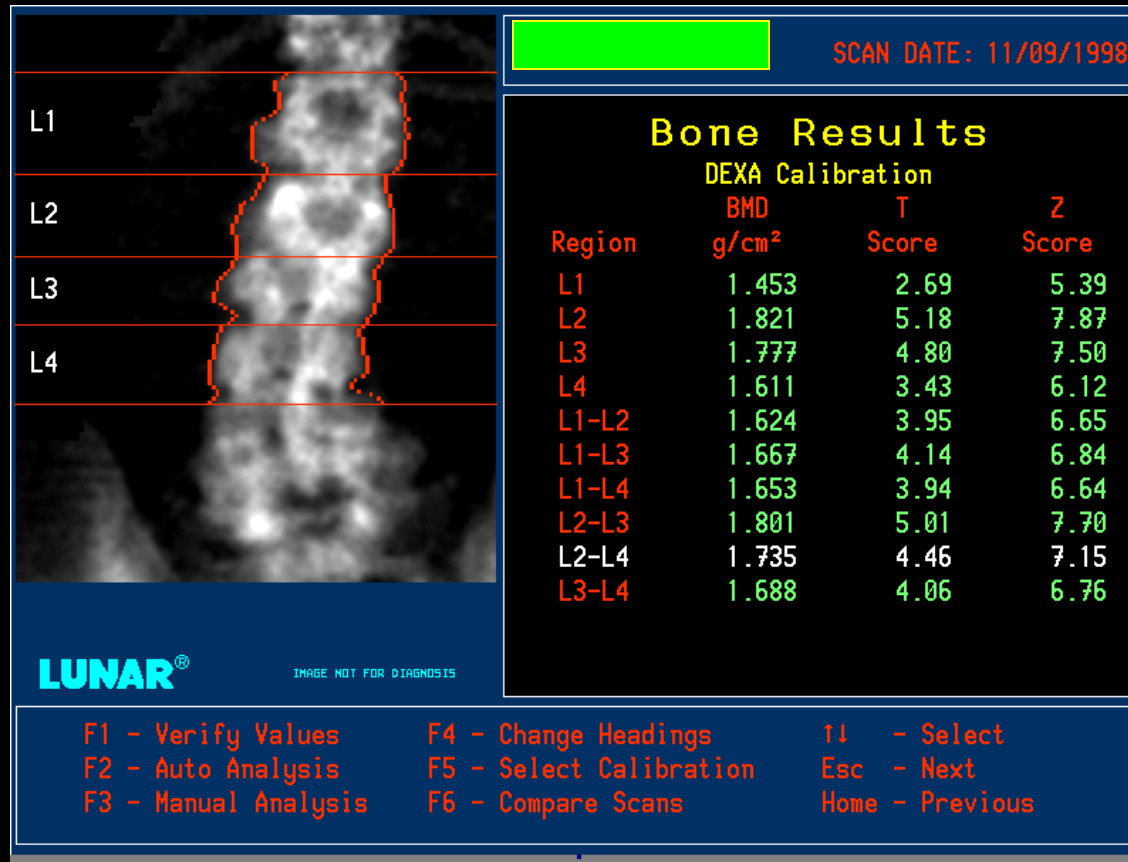 SCAN DATE: 11/09/1998
L1
L2
L3
L4
Bone Results
DEXA Calibration
BMD T Z
Region g/cm² Score Score
L1 1.453 2.69 5.39
L2 1.821 5.18 7.87
L3 1.777 4.80 7.50
L4 1.611 3.43 6.12
L1-L2 1.624 3.95 6.65
L1-L3 1.667 4.14 6.84
L1-L4 1.653 3.94 6.64
L2-L3 1.801 5.01 7.70
L2-L4 1.735 4.46 7.15
L3-L4 1.688 4.06 6.76
LUNAR®
IMAGE NOT FOR DIAGNOSIS
F1 - Verify Values F4 - Change Headings ↑↓ - Select
F2 - Auto Analysis F5 - Select Calibration Esc - Next
F3 - Manual Analysis F6 - Compare Scans Home - Previous